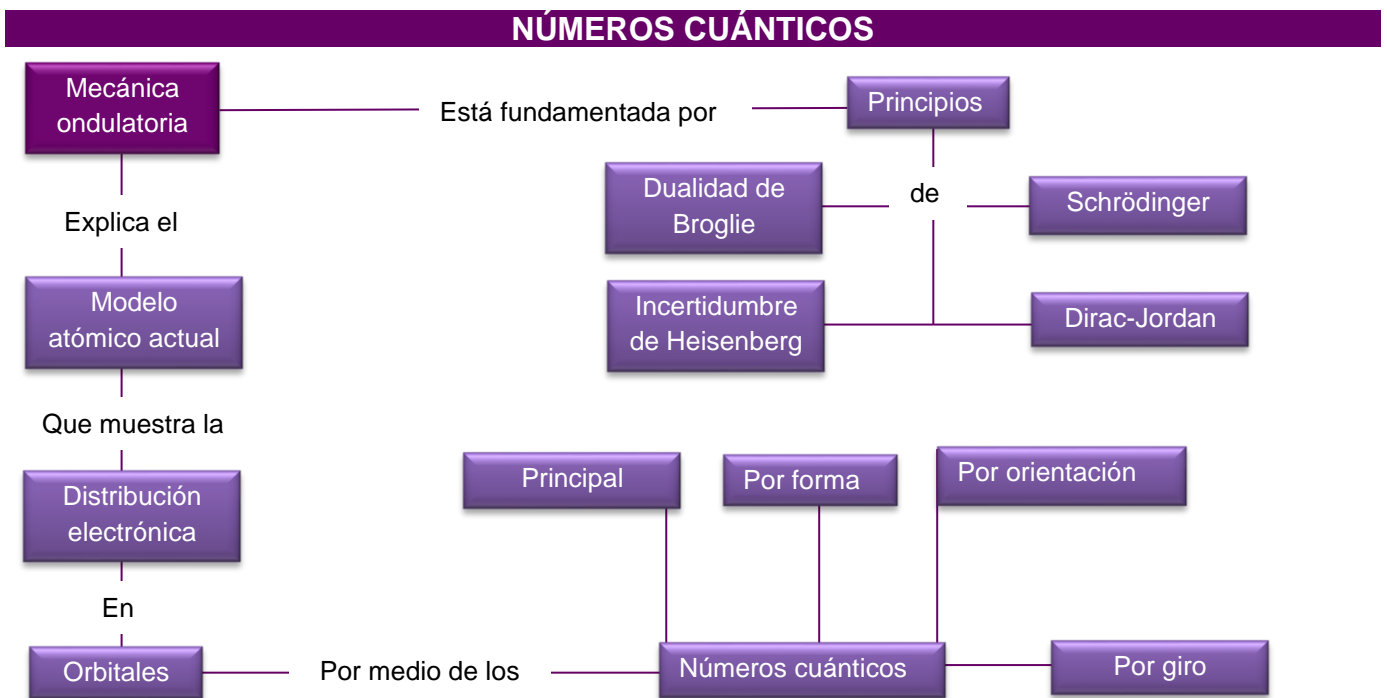 NÚMEROS CUÁNTICOS
Mecánica
ondulatoria
Está fundamentada por
Principios
Dualidad de
Broglie
de
Schrödinger
Explica el
Modelo
atómico actual
Incertidumbre
de Heisenberg
Dirac-Jordan
Que muestra la
Distribución
electrónica
Principal
Por forma
Por orientación
En
Orbitales
Por medio de los
Números cuánticos
Por giro